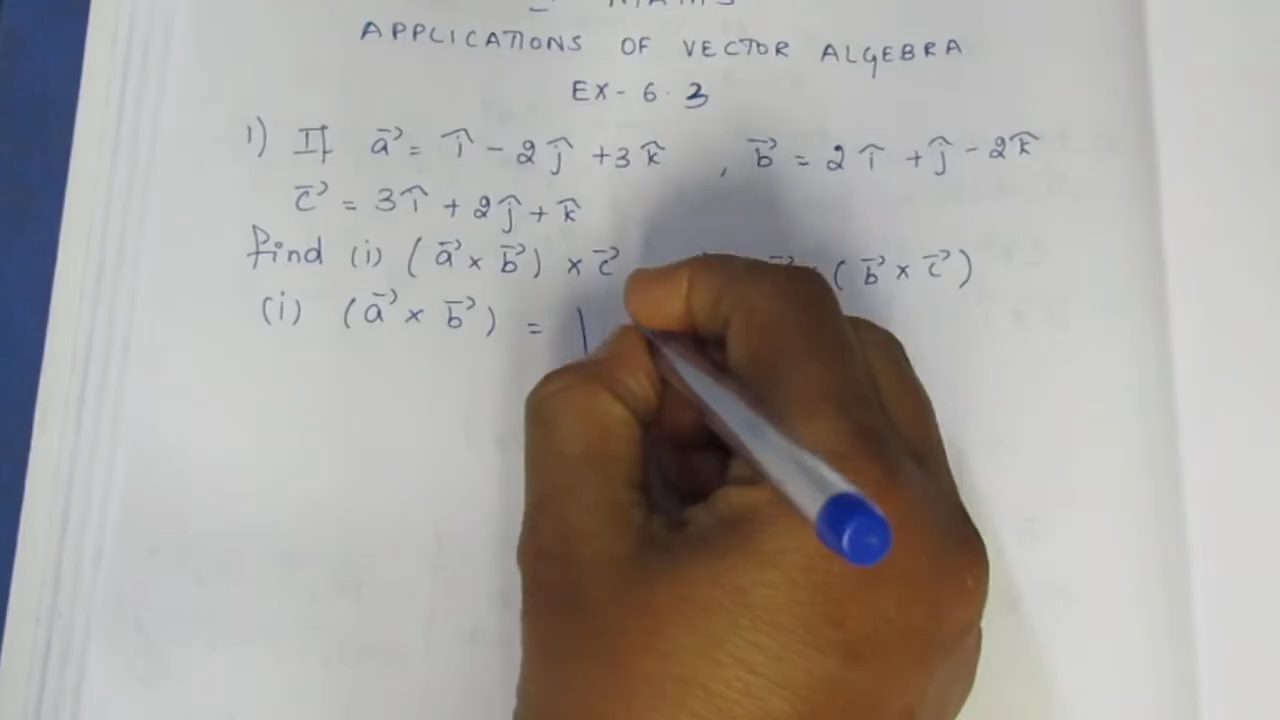 APPLICATIONS OF VECTOR ALGEBRA
EX- 6.3
1) If a⃗ = î - 2ĵ + 3k̂ , b⃗ = 2î + ĵ - 2k̂
c⃗ = 3î + 2ĵ + k̂
find (i) (a⃗ × b⃗) × c⃗ (b⃗ × c⃗)
(i) (a⃗ × b⃗) = |